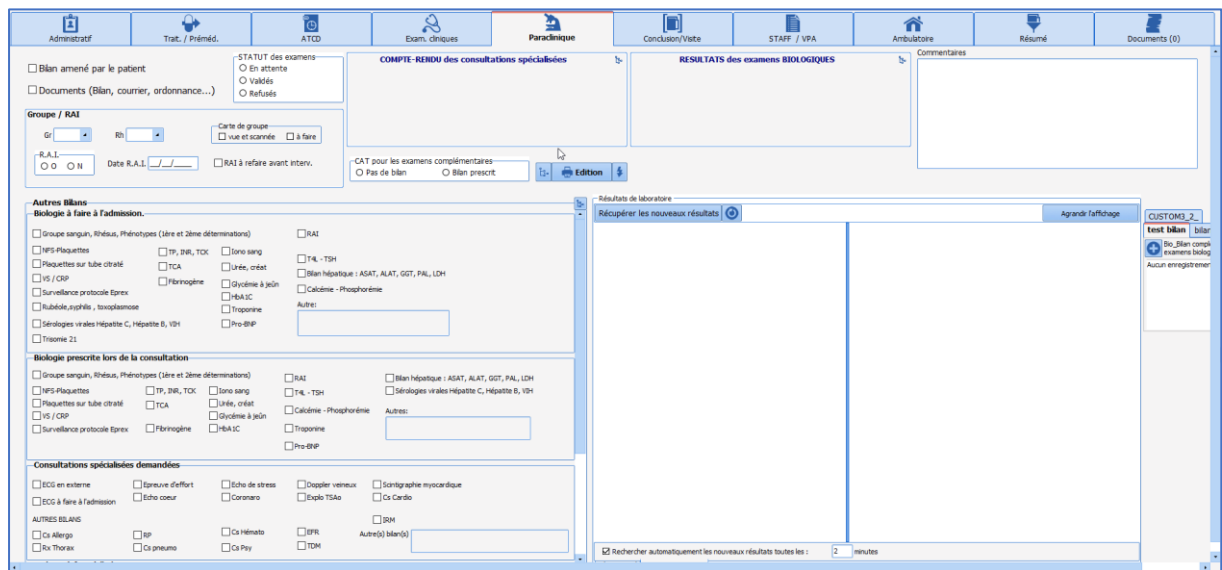 Administratif Trait. / Préméd. ATCD Exam. cliniques Paraclinique Conclusion/Visite STAFF / VPA Ambulatoire Résumé Documents (0)
Bilan amené par le patient
Documents (Bilan, courrier, ordonnance...)
STATUT des examens
En attente
Validés
Refusés
COMPTE-RENDU des consultations spécialisées
RESULTATS des examens BIOLOGIQUES
Commentaires
Groupe / RAI
Gr Rh
Carte de groupe
vue et scannée à faire
R.A.I.
O O O N
Date R.A.I. __/__/____
RAI à refaire avant interv.
CAT pour les examens complémentaires
Pas de bilan Bilan prescrit
Edition
Autres Bilans
Biologie à faire à l'admission.
Groupe sanguin, Rhésus, Phénotypes (1ère et 2ème déterminations) RAI
NFS-Plaquettes TP, INR, TCK Iono sang
T4L - TSH
Plaquettes sur tube citraté TCA Urée, créat
Bilan hépatique : ASAT, ALAT, GGT, PAL, LDH
VS / CRP Fibrinogène Glycémie à jeûn
Calcémie - Phosphorémie
Surveillance protocole Eprex HbA1C
Rubéole,syphilis , toxoplasmose Troponine
Autre:
Sérologies virales Hépatite C, Hépatite B, VIH Pro-BNP
Trisomie 21
Biologie prescrite lors de la consultation
Groupe sanguin, Rhésus, Phénotypes (1ère et 2ème déterminations) RAI Bilan hépatique : ASAT, ALAT, GGT, PAL, LDH
NFS-Plaquettes TP, INR, TCK Iono sang T4L - TSH Sérologies virales Hépatite C, Hépatite B, VIH
Plaquettes sur tube citraté TCA Urée, créat
Calcémie - Phosphorémie Autres:
VS / CRP Glycémie à jeûn
Surveillance protocole Eprex Fibrinogène HbA1C Troponine
Pro-BNP
Consultations spécialisées demandées
ECG en externe Epreuve d'effort Echo de stress Doppler veineux Scintigraphie myocardique
ECG à faire à l'admission Echo coeur Coronaro Explo TSAo Cs Cardio
AUTRES BILANS IRM
Cs Allergo RP Cs Hémato EFR Autre(s) bilan(s)
Rx Thorax Cs pneumo Cs Psy TDM
Résultats de laboratoire
Récupérer les nouveaux résultats Agrandir l'affichage
Rechercher automatiquement les nouveaux résultats toutes les : 2 minutes
CUSTOM3_2_
test bilan bilan
Bio_Bilan compl
examens biolog
Aucun enregistremen